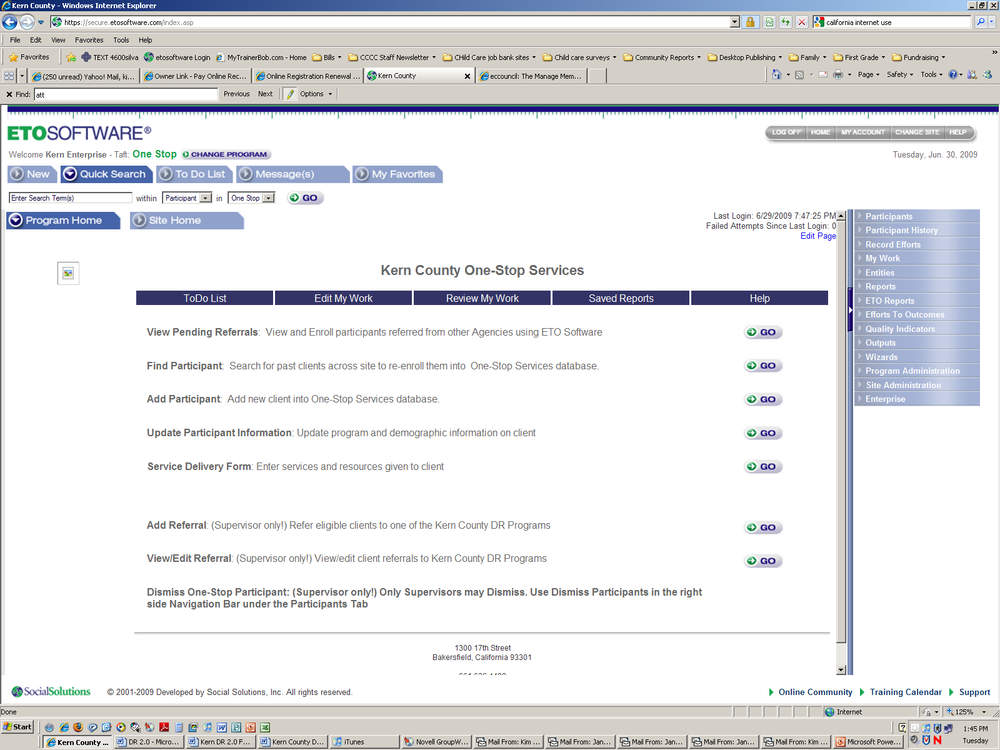 Kern County - Windows Internet Explorer
https://secure.etosoftware.com/index.asp
california internet use
File Edit View Favorites Tools Help
Favorites TEXT 4600silva etosoftware Login MyTrainerBob.com - Home Bills CCCC Staff Newsletter CHild Care job bank sites Child care surveys Community Reports Desktop Publishing Family First Grade Fundraising
(250 unread) Yahoo! Mail, ki... Owner Link - Pay Online Rec... Online Registration Renewal ... Kern County eccouncil: The Manage Mem... Page Safety Tools
Find: att Previous Next Options
ETOSOFTWARE®
LOG OFF HOME MY ACCOUNT CHANGE SITE HELP
Welcome Kern Enterprise - Taft: One Stop CHANGE PROGRAM
Tuesday, Jun. 30, 2009
New Quick Search To Do List Message(s) My Favorites
Enter Search Term(s) within Participant in One Stop GO
Program Home Site Home
Last Login: 6/29/2009 7:47:25 PM
Failed Attempts Since Last Login: 0
Edit Page
Kern County One-Stop Services
ToDo List Edit My Work Review My Work Saved Reports Help
View Pending Referrals: View and Enroll participants referred from other Agencies using ETO Software GO
Find Participant: Search for past clients across site to re-enroll them into One-Stop Services database. GO
Add Participant: Add new client into One-Stop Services database. GO
Update Participant Information: Update program and demographic information on client GO
Service Delivery Form: Enter services and resources given to client GO
Add Referral: (Supervisor only!) Refer eligible clients to one of the Kern County DR Programs GO
View/Edit Referral: (Supervisor only!) View/edit client referrals to Kern County DR Programs GO
Dismiss One-Stop Participant: (Supervisor only!) Only Supervisors may Dismiss. Use Dismiss Participants in the right
side Navigation Bar under the Participants Tab
1300 17th Street
Bakersfield, California 93301
Participants
Participant History
Record Efforts
My Work
Entities
Reports
ETO Reports
Efforts To Outcomes
Quality Indicators
Outputs
Wizards
Program Administration
Site Administration
Enterprise
SocialSolutions © 2001-2009 Developed by Social Solutions, Inc. All rights reserved.
Online Community Training Calendar Support
Done Internet 125%
Start 1:45 PM
Kern County ... DR 2.0 - Micro... Kern DR 2.0 F... Kern County D... iTunes Novell GroupW... Mail From: Kim ... Mail From: Jan... Mail From: Jan... Mail From: Jan... Mail From: Kim ... Microsoft Powe... Tuesday